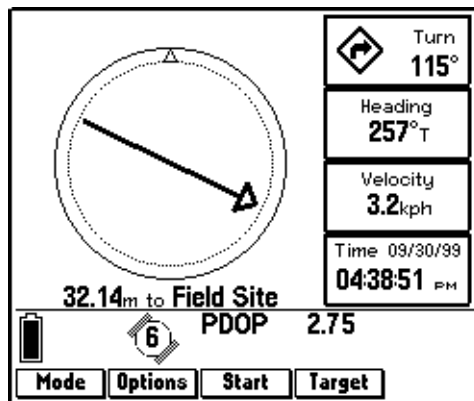 Turn
115°
Heading
257°T
Velocity
3.2kph
Time 09/30/99
04:38:51 PM
32.14m to Field Site
6 PDOP 2.75
Mode Options Start Target